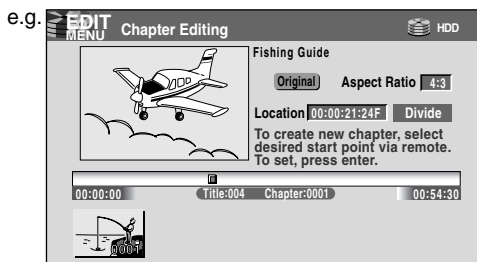 e.g.
EDIT
MENU
Chapter Editing
HDD
Fishing Guide
Original Aspect Ratio 4:3
Location 00:00:21:24F Divide
To create new chapter, select
desired start point via remote.
To set, press enter.
00:00:00 Title:004 Chapter:0001 00:54:30
0001